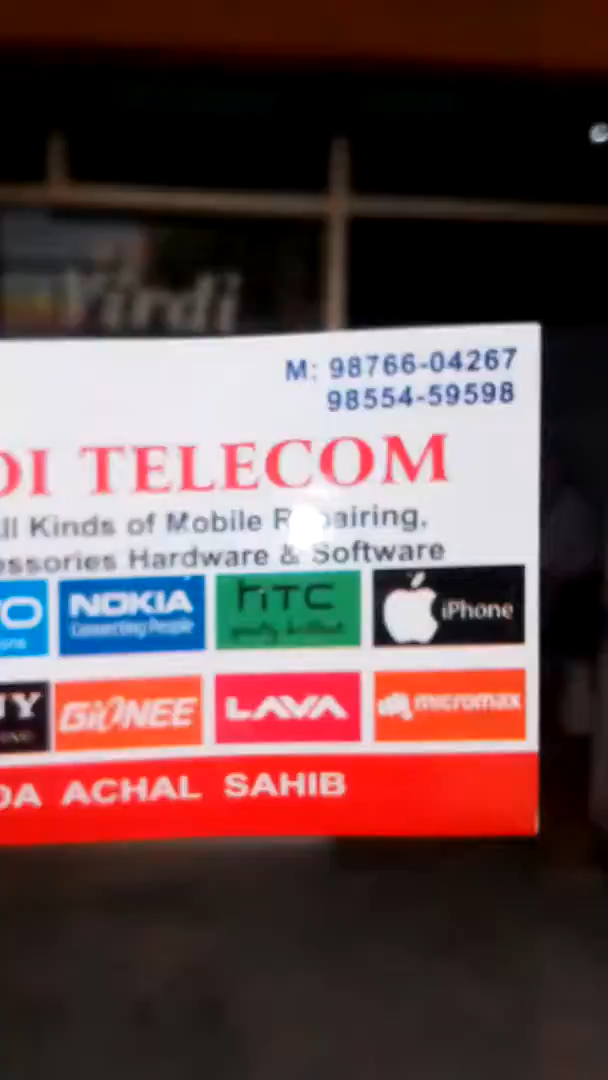 Virdi
M: 98766-04267
98554-59598
DI TELECOM
ll Kinds of Mobile Repairing,
essories Hardware & Software
O NOKIA hTC iPhone
Connecting People
Y GiONEE LAVA micromax
DA ACHAL SAHIB